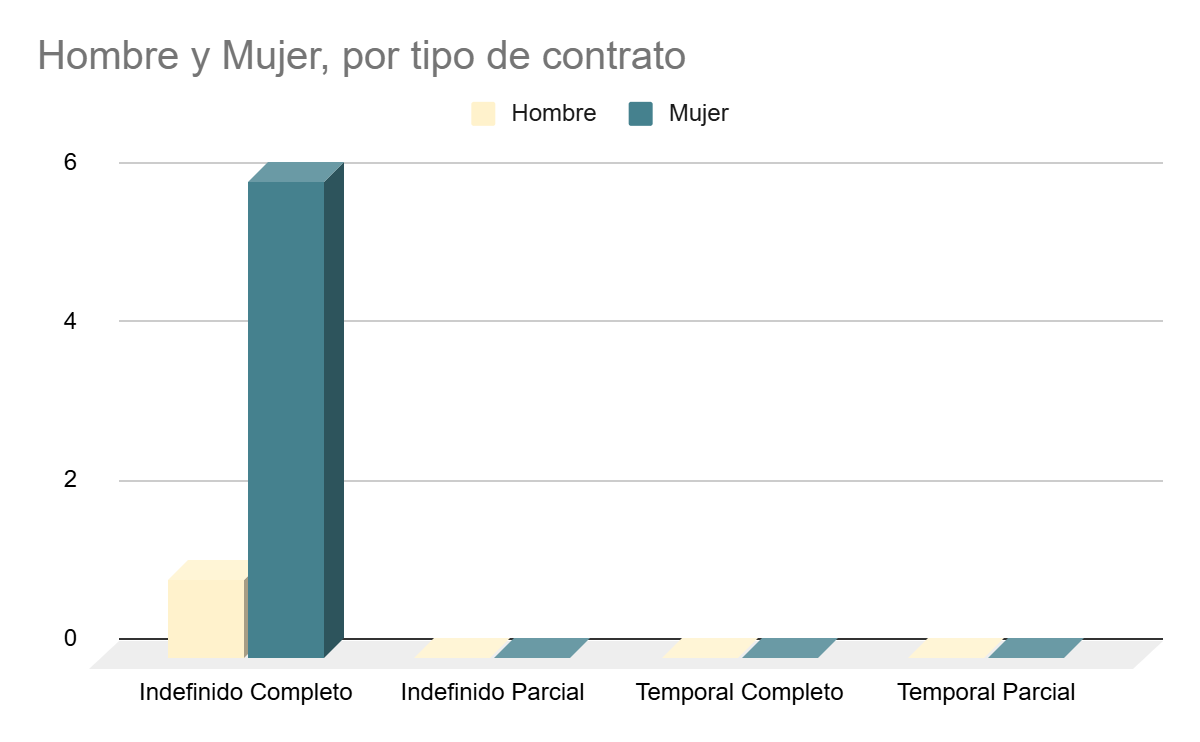 Hombre y Mujer, por tipo de contrato
Hombre
Mujer
6
4
2
0
Indefinido Completo
Indefinido Parcial
Temporal Completo
Temporal Parcial